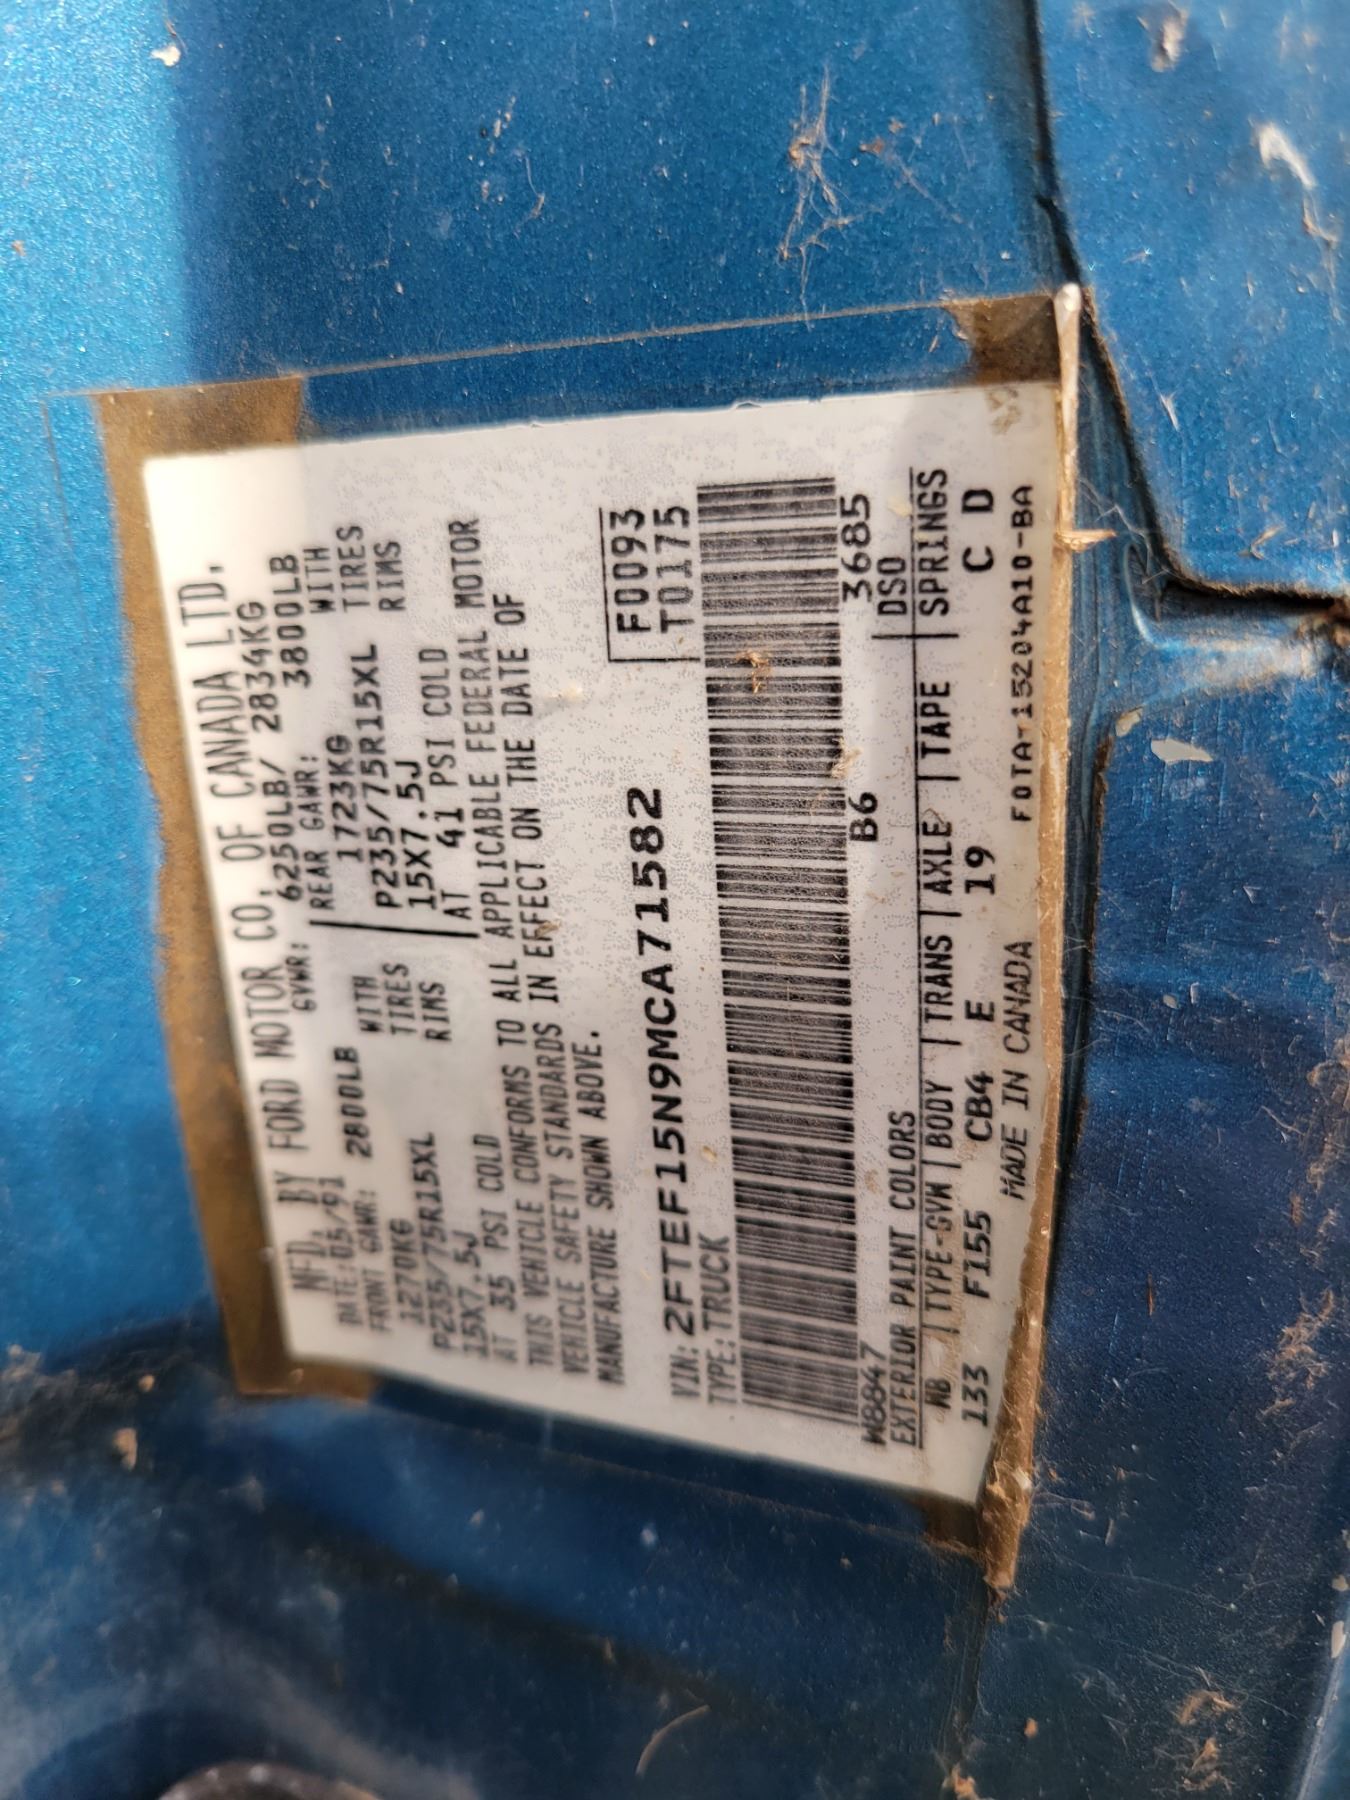 MFD. BY FORD MOTOR CO. OF CANADA LTD.
DATE: 05/91 GVWR: 6250LB/ 2834KG
FRONT GAWR: 2800LB REAR GAWR: 3800LB
1270KG WITH 1723KG WITH
P235/75R15XL TIRES P235/75R15XL TIRES
15X7.5J RIMS 15X7.5J RIMS
AT 35 PSI COLD AT 41 PSI COLD
THIS VEHICLE CONFORMS TO ALL APPLICABLE FEDERAL MOTOR
VEHICLE SAFETY STANDARDS IN EFFECT ON THE DATE OF
MANUFACTURE SHOWN ABOVE.
F0093
VIN: 2FTEF15N9MCA71582 T0175
TYPE: TRUCK
W8847 B6 3685
EXTERIOR PAINT COLORS DSO
WB | TYPE-GVW | BODY | TRANS | AXLE | TAPE | SPRINGS
133 F155 CB4 E 19 C D
MADE IN CANADA F0TA-15204A10-BA